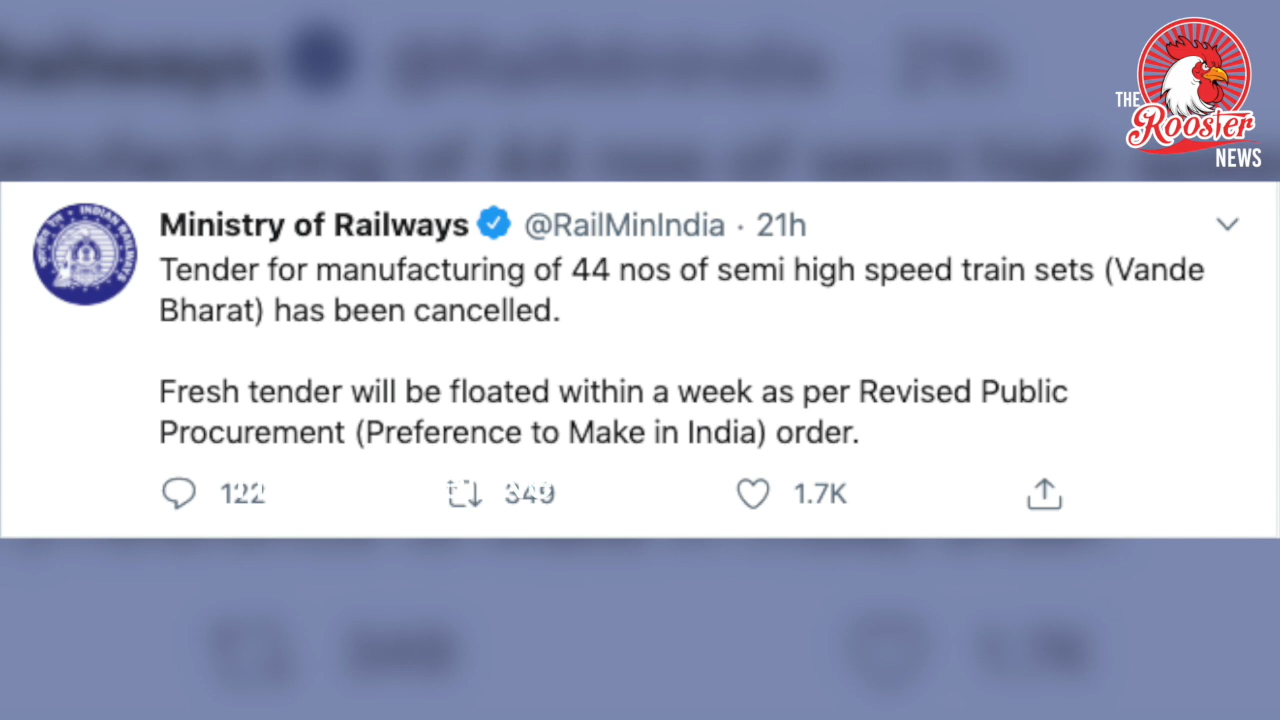 THE
Rooster
NEWS
INDIAN RAILWAYS
Ministry of Railways @RailMinIndia · 21h
Tender for manufacturing of 44 nos of semi high speed train sets (Vande
Bharat) has been cancelled.
Fresh tender will be floated within a week as per Revised Public
Procurement (Preference to Make in India) order.
122 349 1.7K